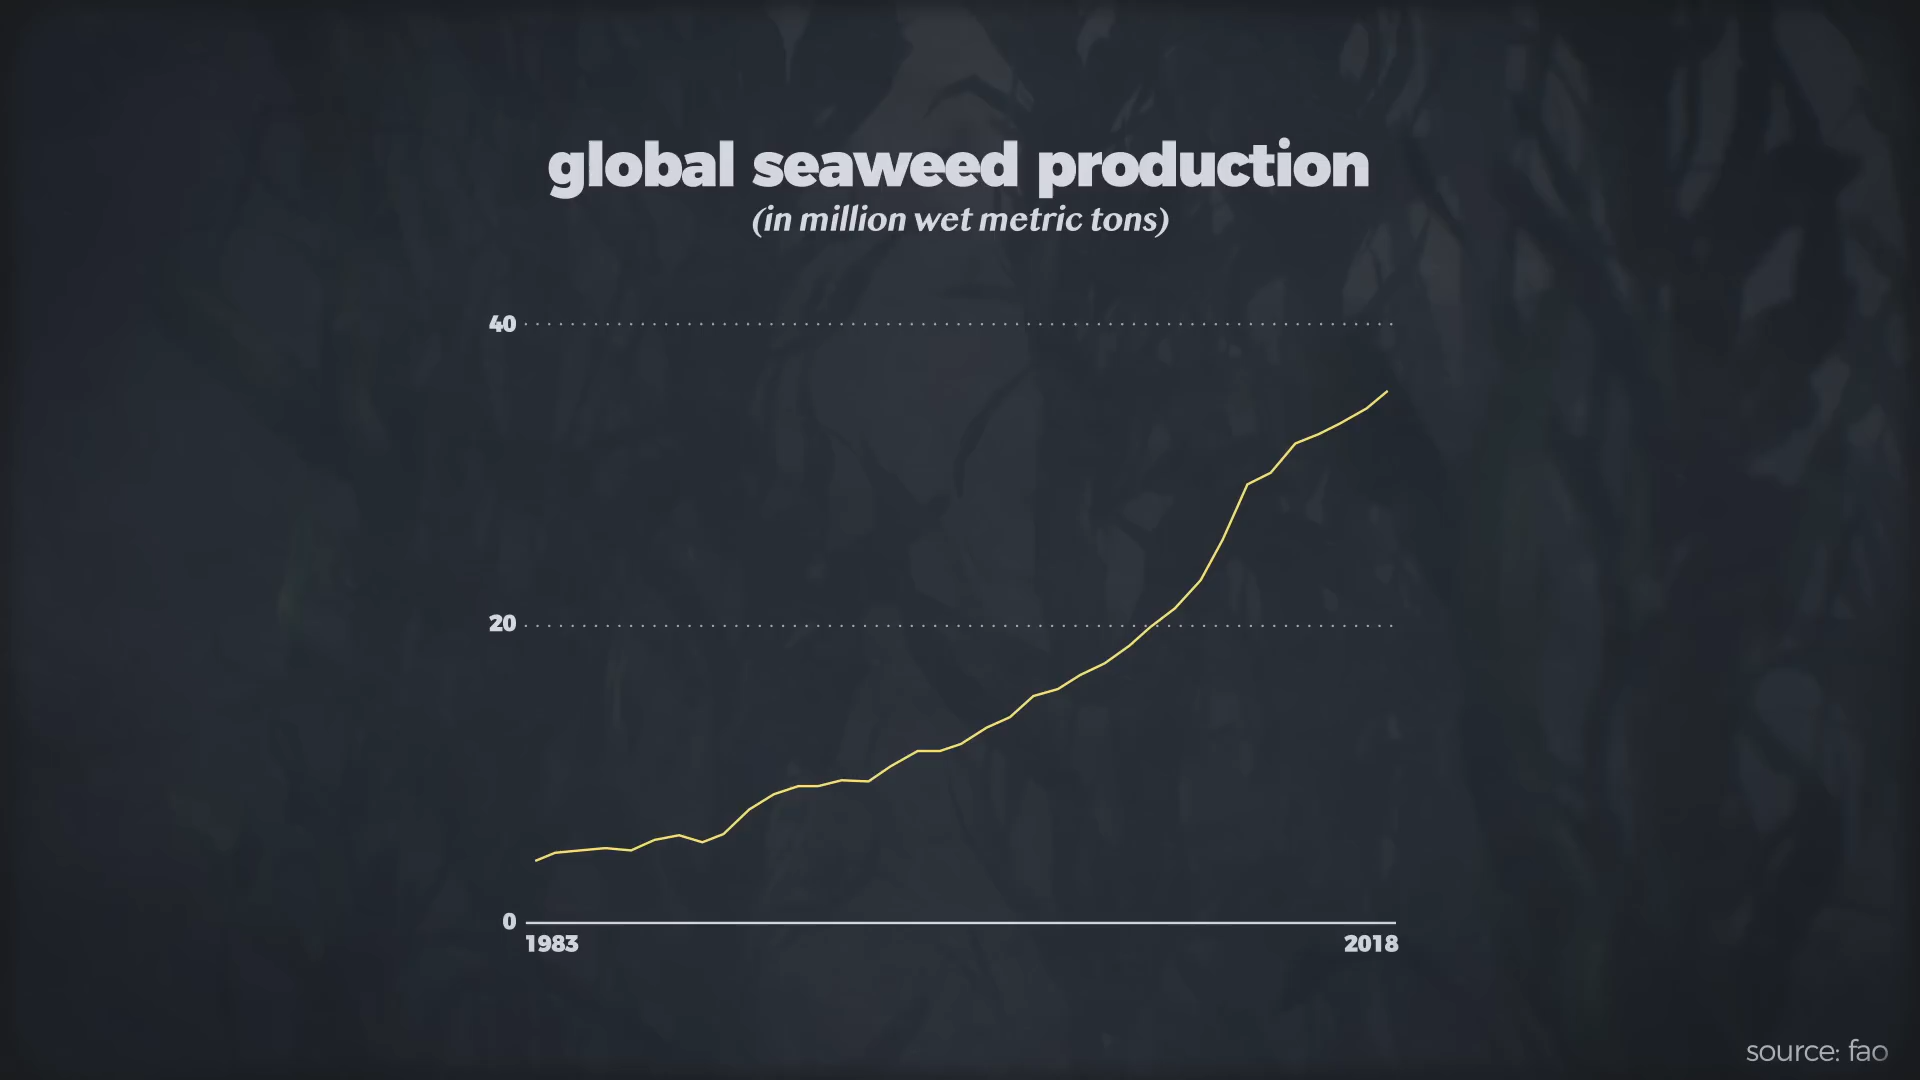 global seaweed production
(in million wet metric tons)
40
20
0
1983
2018
source: fao